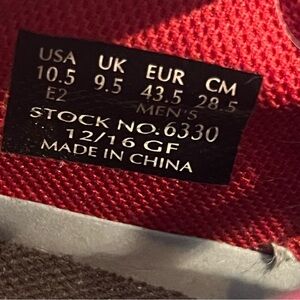 USA UK EUR CM
10.5 9.5 43.5 28.5
E2 MEN'S
STOCK NO.6330
12/16 GF
MADE IN CHINA